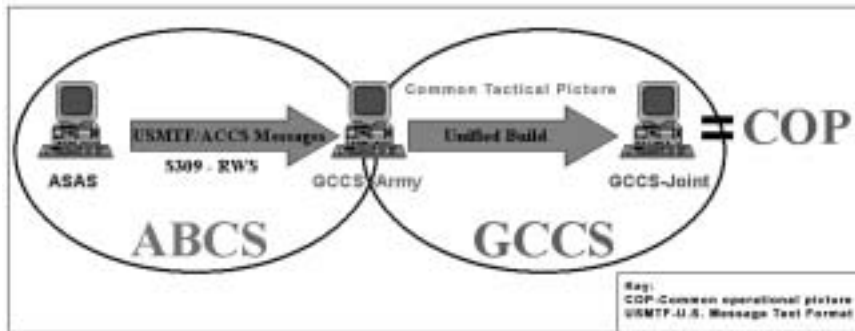 Common Tactical Picture
USMTF/ACCS Messages
Unified Build
= COP
S309 - RWS
ASAS
GCCS-Army
GCCS-Joint
ABCS
GCCS
Key:
COP-Common operational picture
USMTF-U.S. Message Text Format